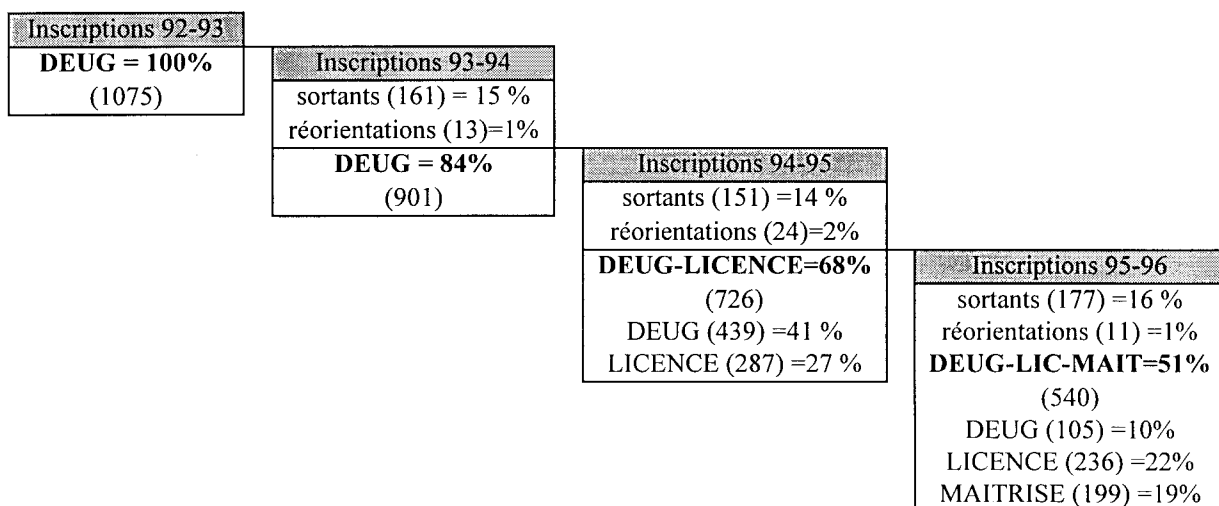 Inscriptions 92-93
DEUG = 100%
(1075)
Inscriptions 93-94
sortants (161) = 15 %
réorientations (13)=1%
DEUG = 84%
(901)
Inscriptions 94-95
sortants (151) =14 %
réorientations (24)=2%
DEUG-LICENCE=68%
(726)
DEUG (439) =41 %
LICENCE (287) =27 %
Inscriptions 95-96
sortants (177) =16 %
réorientations (11) =1%
DEUG-LIC-MAIT=51%
(540)
DEUG (105) =10%
LICENCE (236) =22%
MAITRISE (199) =19%